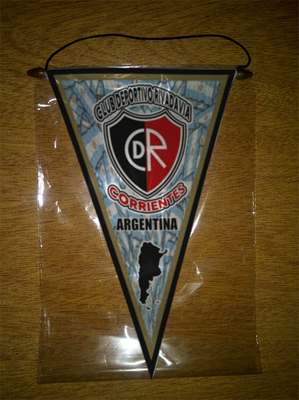 CLUB DEPORTIVO RIVADAVIA
CDR
CORRIENTES
ARGENTINA